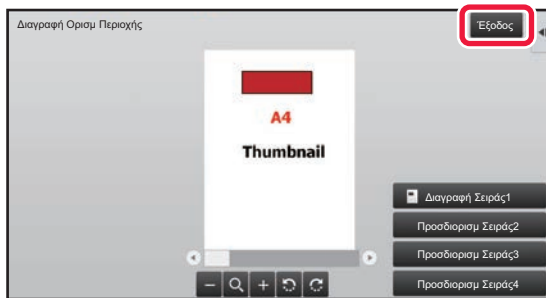 Διαγραφή Ορισμ Περιοχής
Έξοδος
A4
Thumbnail
Διαγραφή Σειράς1
Προσδιορισμ Σειράς2
Προσδιορισμ Σειράς3
Προσδιορισμ Σειράς4